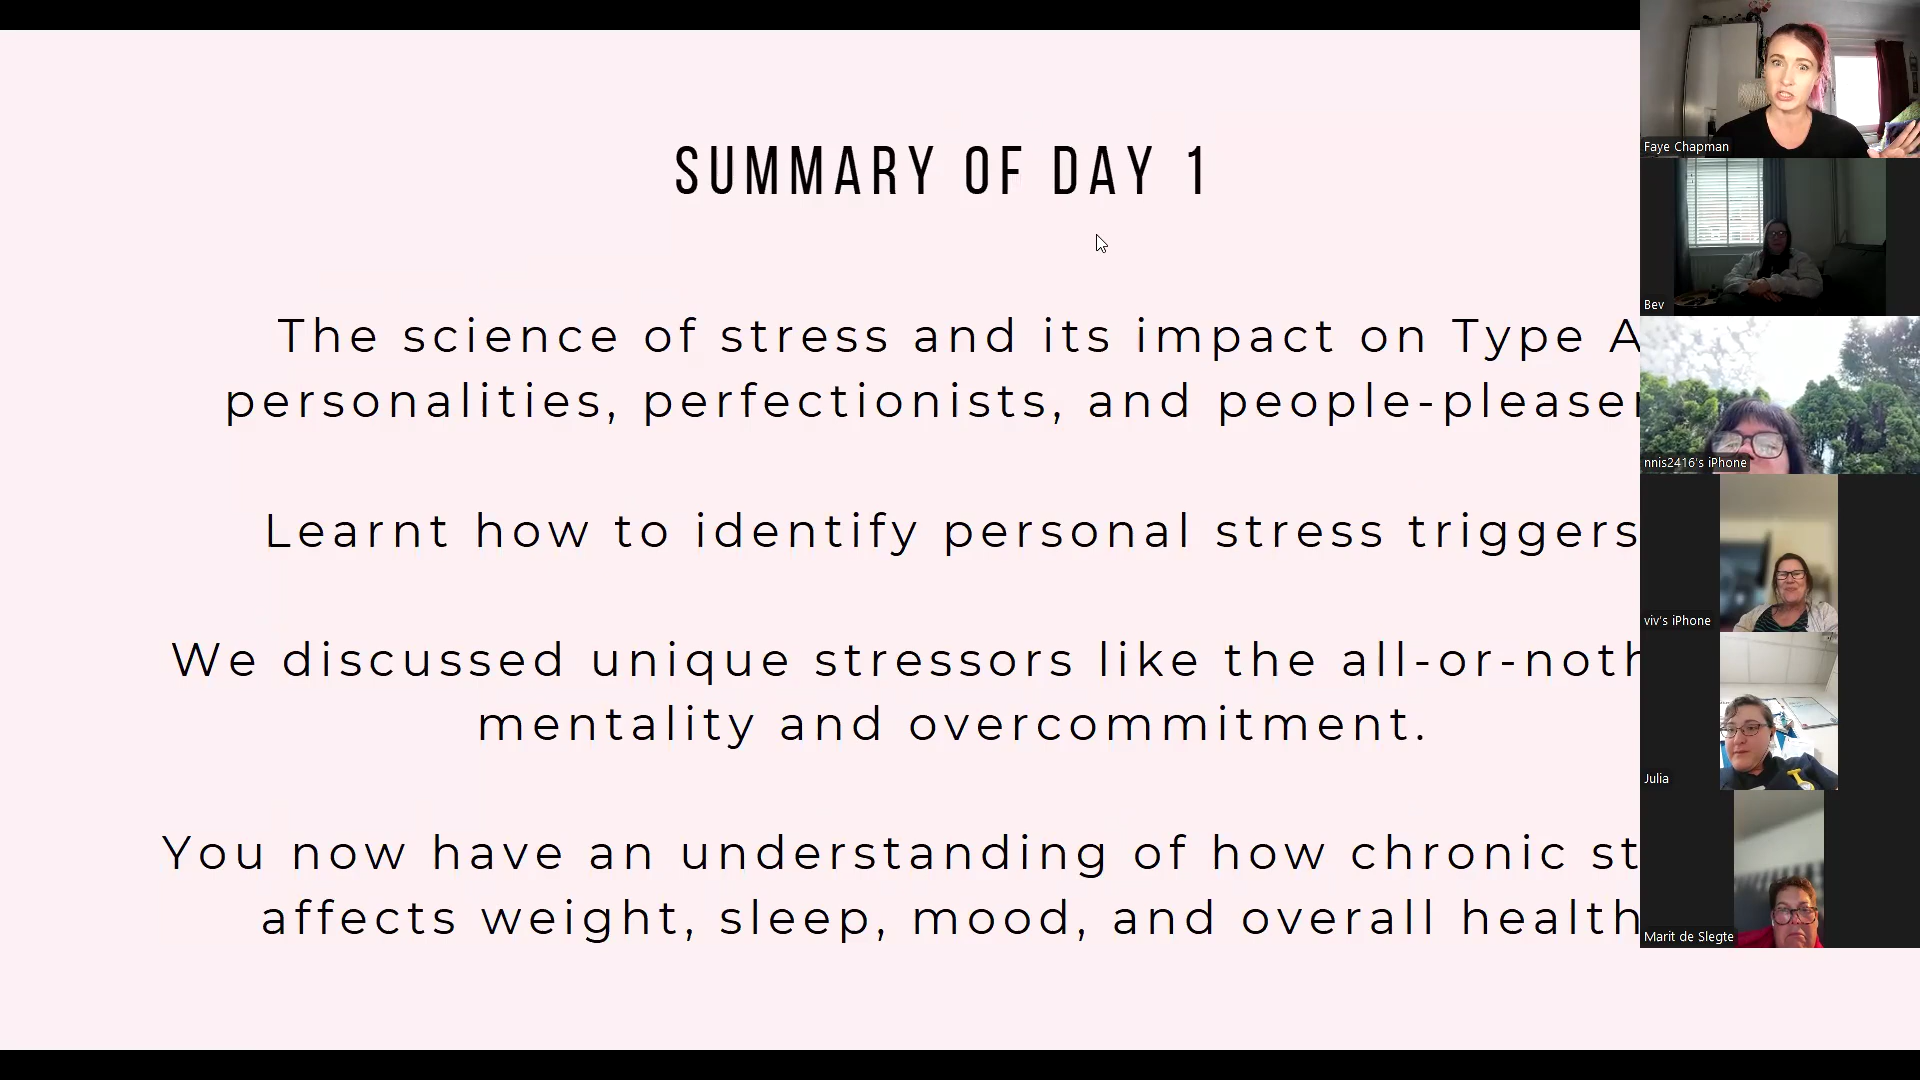 SUMMARY OF DAY 1
The science of stress and its impact on Type A
personalities, perfectionists, and people-pleaser
Learnt how to identify personal stress triggers
We discussed unique stressors like the all-or-noth
mentality and overcommitment.
You now have an understanding of how chronic st
affects weight, sleep, mood, and overall health
Faye Chapman
Bev
nnis2416's iPhone
viv's iPhone
Julia
Marit de Slegte